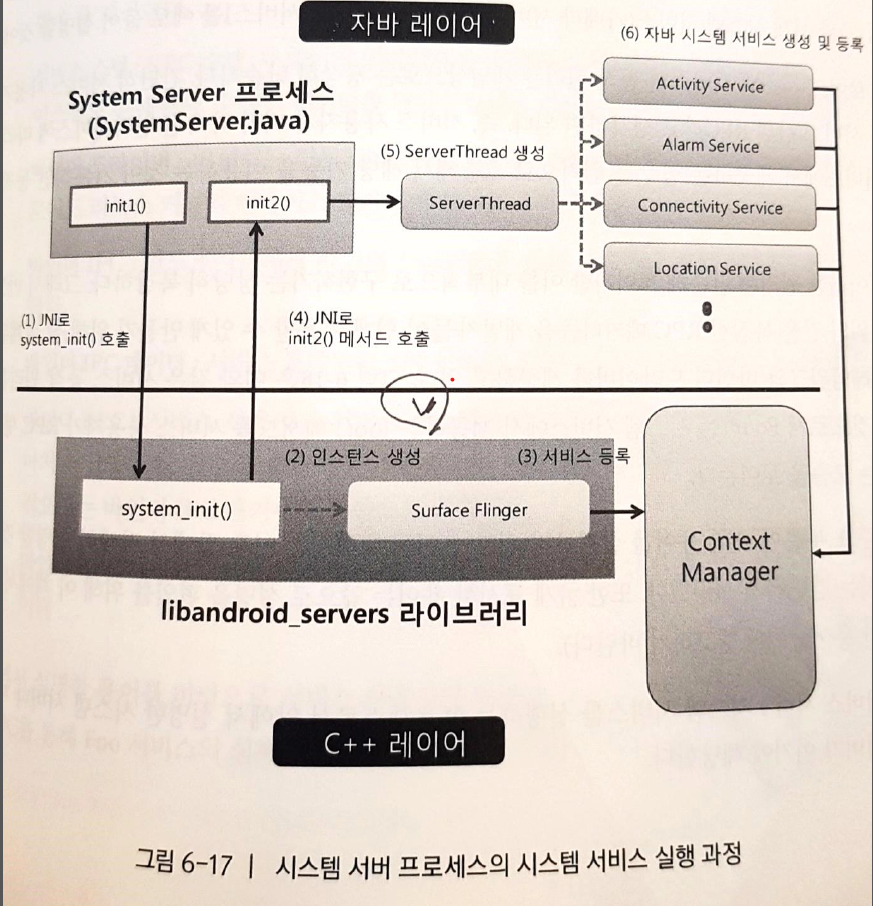 자바 레이어
(6) 자바 시스템 서비스 생성 및 등록
System Server 프로세스
(SystemServer.java)
Activity Service
(5) ServerThread 생성
Alarm Service
init1()
init2()
ServerThread
Connectivity Service
Location Service
(1) JNI로
system_init() 호출
(4) JNI로
init2() 메서드 호출
(2) 인스턴스 생성
(3) 서비스 등록
system_init()
Surface Flinger
Context
Manager
libandroid_servers 라이브러리
C++ 레이어
그림 6-17 | 시스템 서버 프로세스의 시스템 서비스 실행 과정